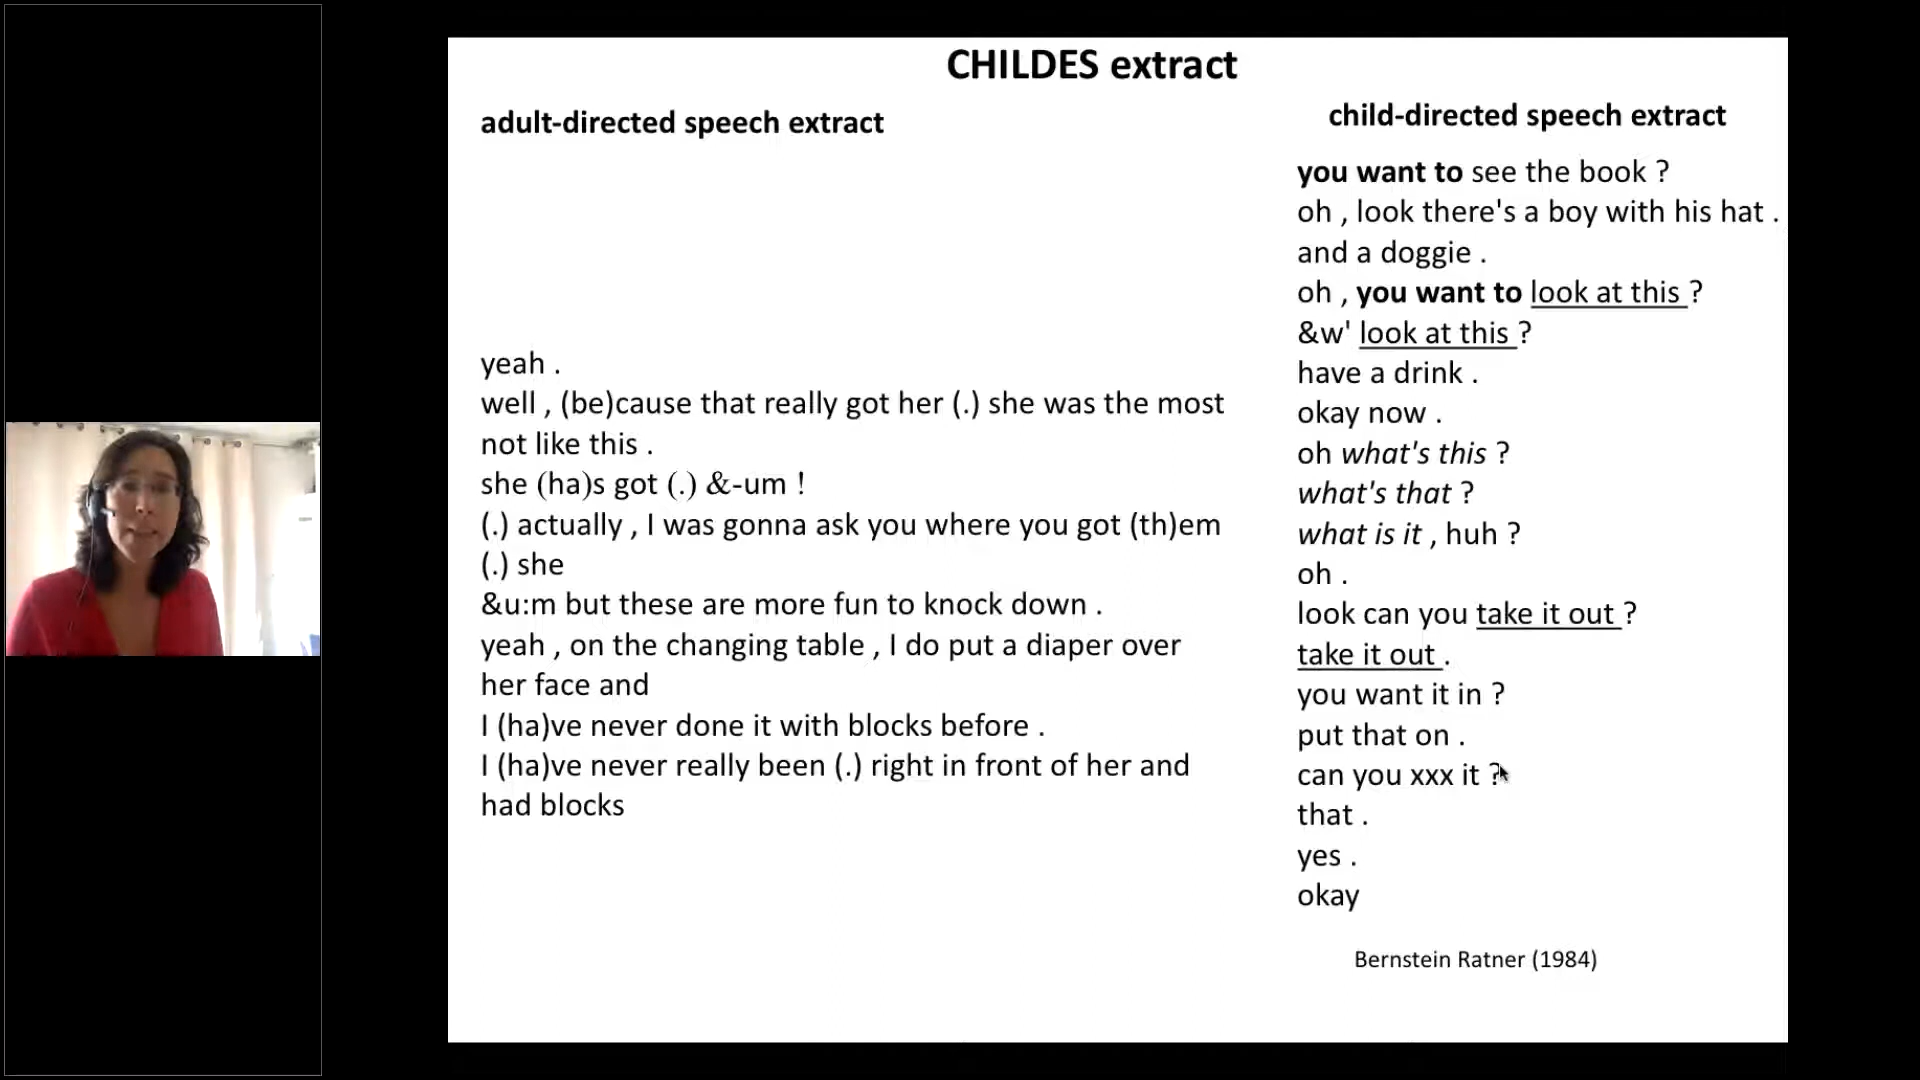 CHILDES extract
adult-directed speech extract
yeah .
well , (be)cause that really got her (.) she was the most
not like this .
she (ha)s got (.) &-um !
(.) actually , I was gonna ask you where you got (th)em
(.) she
&u:m but these are more fun to knock down .
yeah , on the changing table , I do put a diaper over
her face and
I (ha)ve never done it with blocks before .
I (ha)ve never really been (.) right in front of her and
had blocks
child-directed speech extract
you want to see the book ?
oh , look there's a boy with his hat .
and a doggie .
oh , you want to look at this ?
&w' look at this ?
have a drink .
okay now .
oh what's this ?
what's that ?
what is it , huh ?
oh .
look can you take it out ?
take it out .
you want it in ?
put that on .
can you xxx it ?
that .
yes .
okay
Bernstein Ratner (1984)